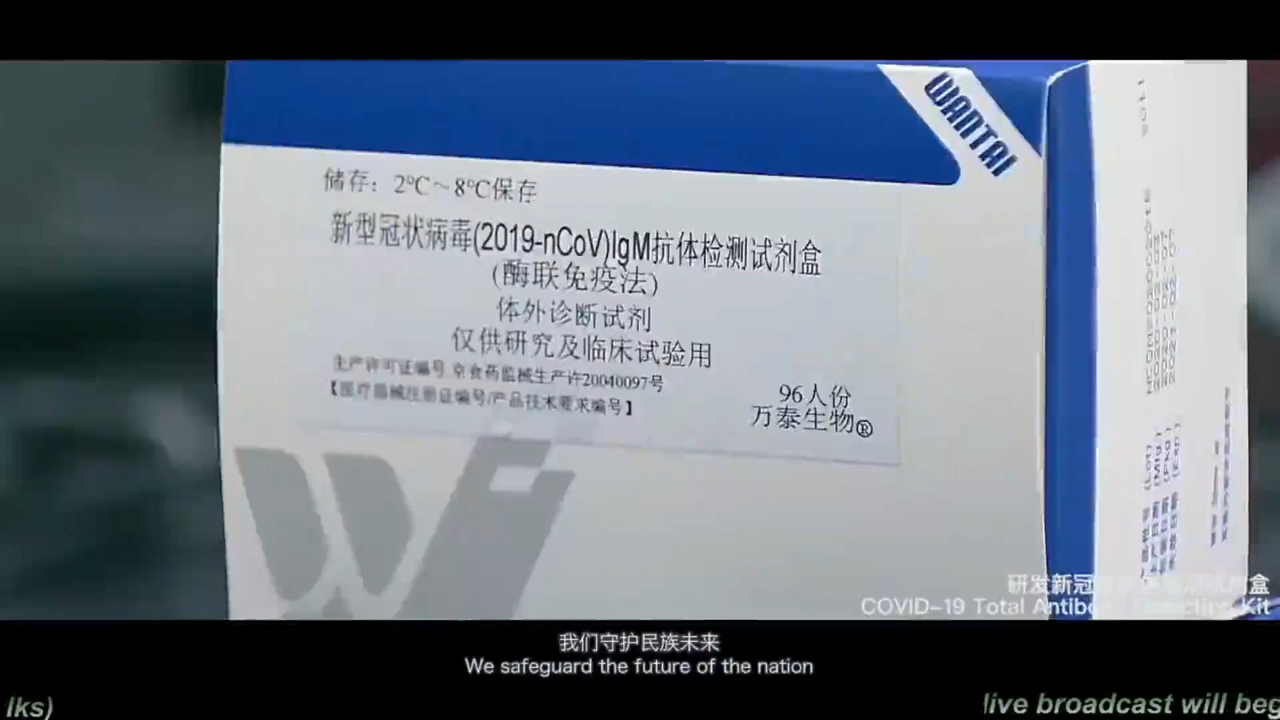 WANTAI
储存：2℃～8℃保存
新型冠状病毒(2019-nCoV)IgM抗体检测试剂盒
(酶联免疫法)
体外诊断试剂
仅供研究及临床试验用
生产许可证编号 京食药监械生产许20040097号
【医疗器械注册证编号/产品技术要求编号】
96人份
万泰生物®
(Lot)
(Mfg.)
(Pkg.)
(Exp.)
研发新冠
COVID-19 Total Kit
我们守护民族未来
We safeguard the future of the nation
lks)
live broadcast will beg